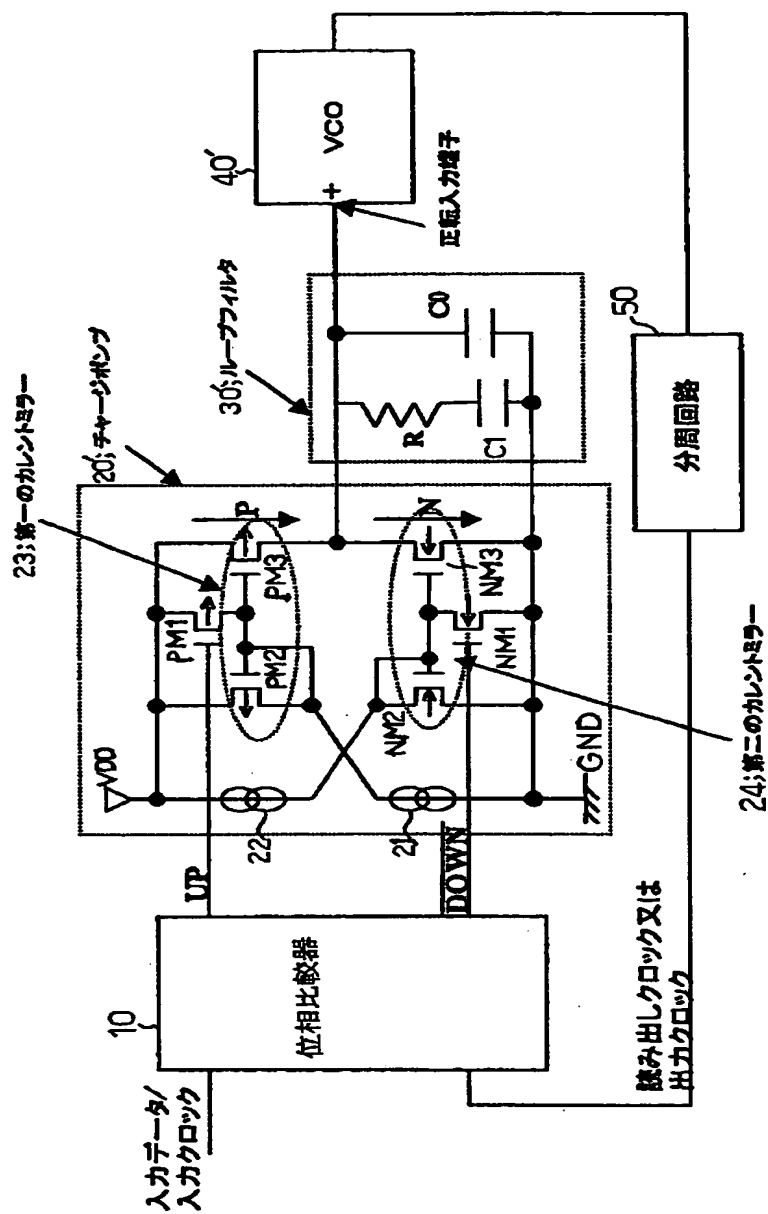 入力データ/
入力クロック
10
位相比較器
UP
DOWN
読み出しクロック又は
出力クロック
23;第一のカレントミラー
20';チャージポンプ
VDD
22
21
PM1
PM2
PM3
P
NM2
NM1
NM3
N
GND
24;第二のカレントミラー
30';ループフィルタ
R
C1
C0
40'
+
VCO
正転入力端子
50
分周回路